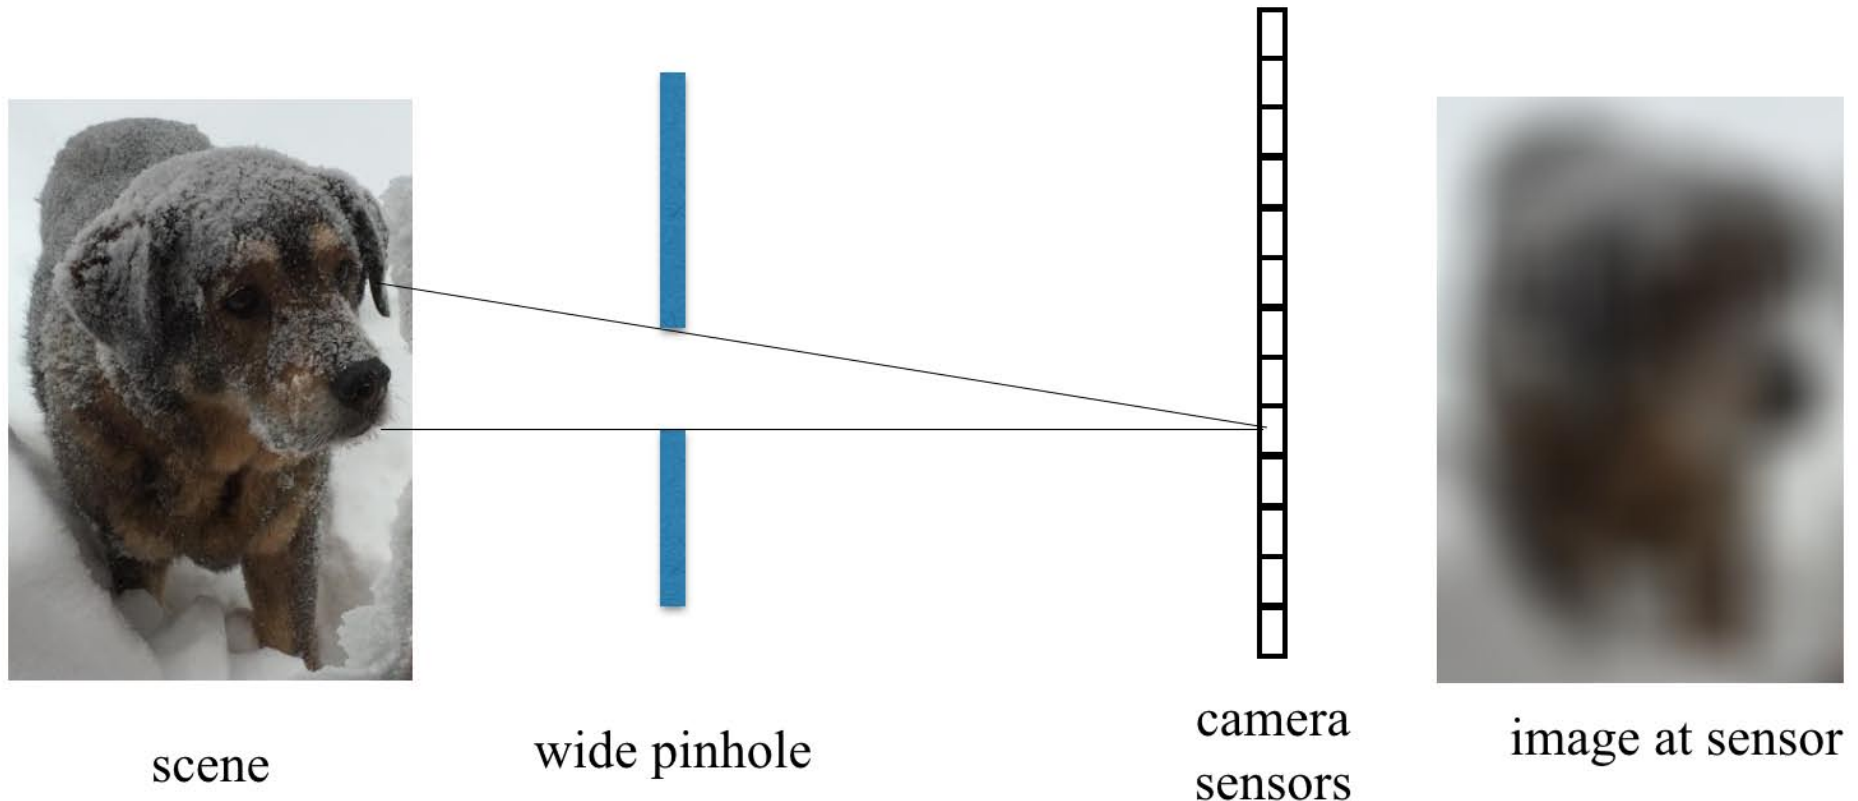 scene
wide pinhole
camera
sensors
image at sensor